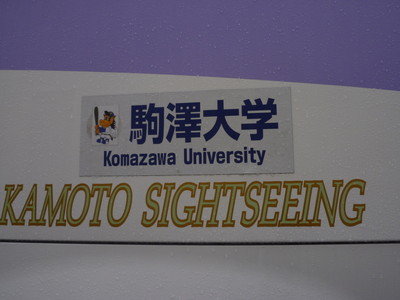 駒澤大学
Komazawa University
KAMOTO SIGHTSEEING